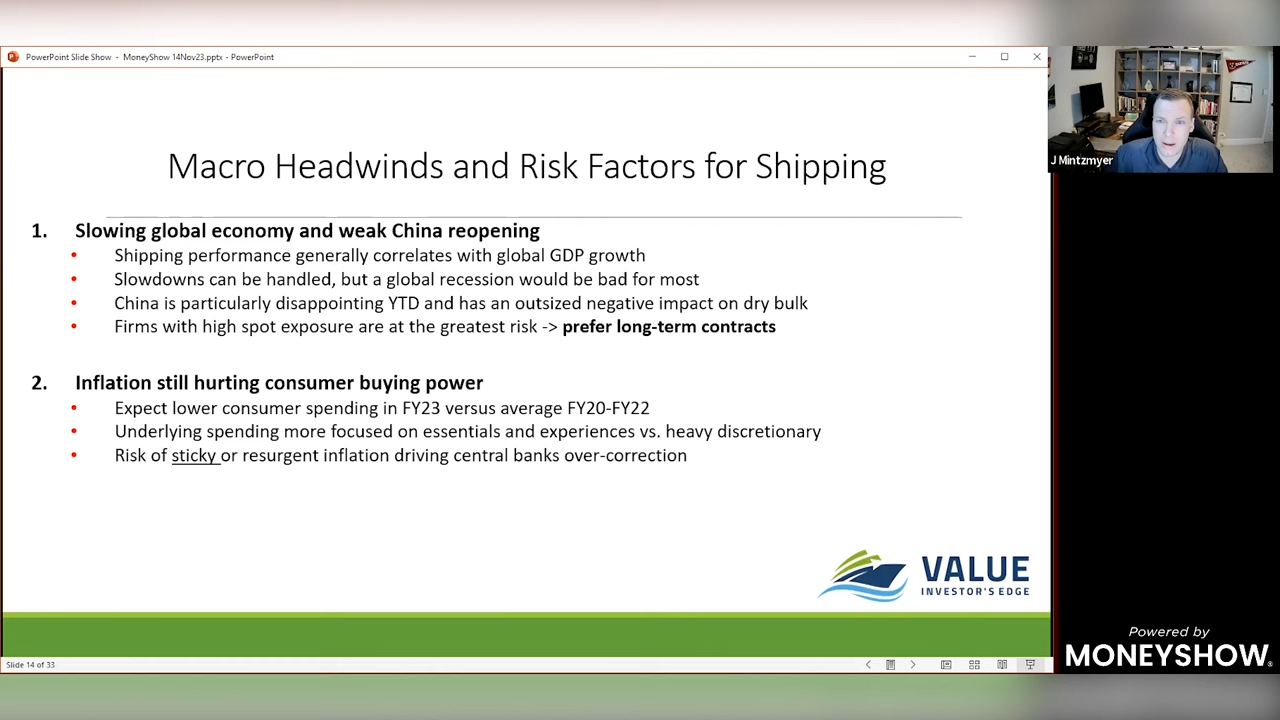 PowerPoint Slide Show - MoneyShow 14Nov23.pptx - PowerPoint
J Mintzmyer
Macro Headwinds and Risk Factors for Shipping
1. Slowing global economy and weak China reopening
• Shipping performance generally correlates with global GDP growth
• Slowdowns can be handled, but a global recession would be bad for most
• China is particularly disappointing YTD and has an outsized negative impact on dry bulk
• Firms with high spot exposure are at the greatest risk -> prefer long-term contracts
2. Inflation still hurting consumer buying power
• Expect lower consumer spending in FY23 versus average FY20-FY22
• Underlying spending more focused on essentials and experiences vs. heavy discretionary
• Risk of sticky or resurgent inflation driving central banks over-correction
VALUE
INVESTOR'S EDGE
Powered by
MONEYSHOW®
Slide 14 of 33